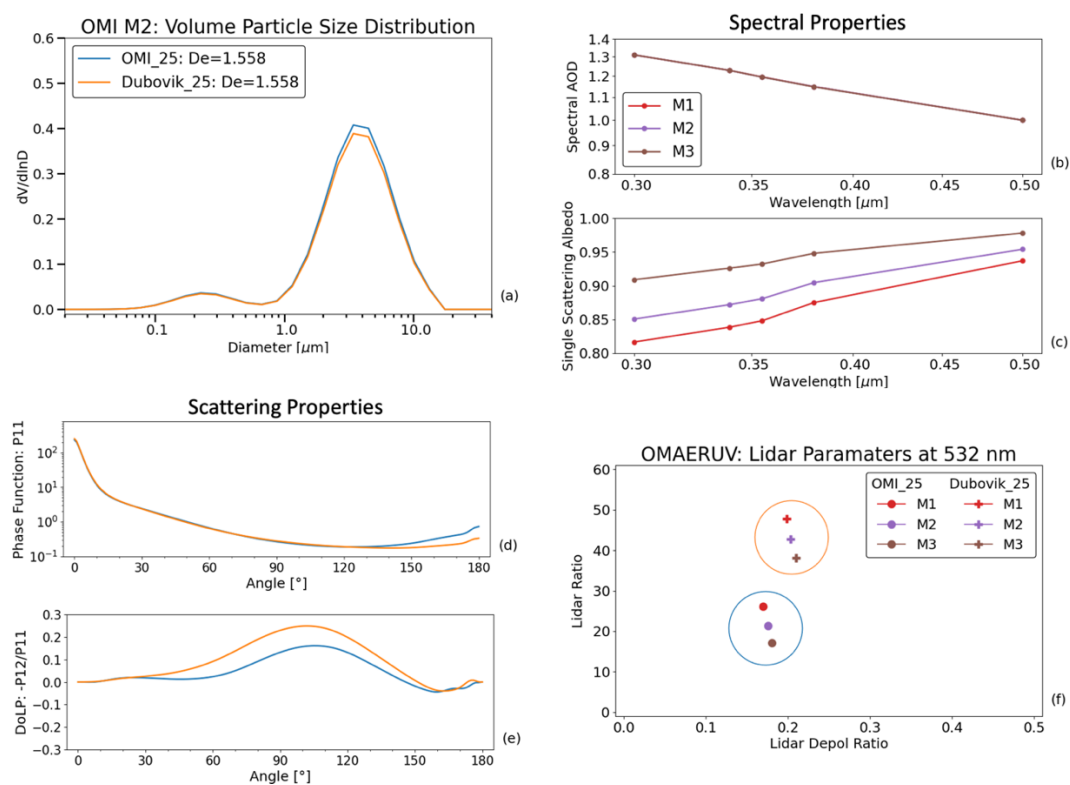 OMI M2: Volume Particle Size Distribution
0.6
0.5
0.4
0.3
0.2
0.1
0.0
dV/dlnD
OMI_25: De=1.558
Dubovik_25: De=1.558
(a)
0.1
1.0
10.0
Diameter [μm]
Spectral Properties
1.4
1.3
1.2
1.1
1.0
0.9
0.8
Spectral AOD
M1
M2
M3
(b)
0.30
0.35
0.40
0.45
0.50
Wavelength [μm]
1.00
0.95
0.90
0.85
0.80
Single Scattering Albedo
(c)
0.30
0.35
0.40
0.45
0.50
Wavelength [μm]
Scattering Properties
10²
10¹
10⁰
10⁻¹
Phase Function: P11
(d)
0
30
60
90
120
150
180
Angle [°]
0.3
0.2
0.1
0.0
−0.1
−0.2
−0.3
DoLP: -P12/P11
(e)
0
30
60
90
120
150
180
Angle [°]
OMAERUV: Lidar Paramaters at 532 nm
60
50
40
30
20
10
0
Lidar Ratio
OMI_25 Dubovik_25
M1 M1
M2 M2
M3 M3
(f)
0.0
0.1
0.2
0.3
0.4
0.5
Lidar Depol Ratio